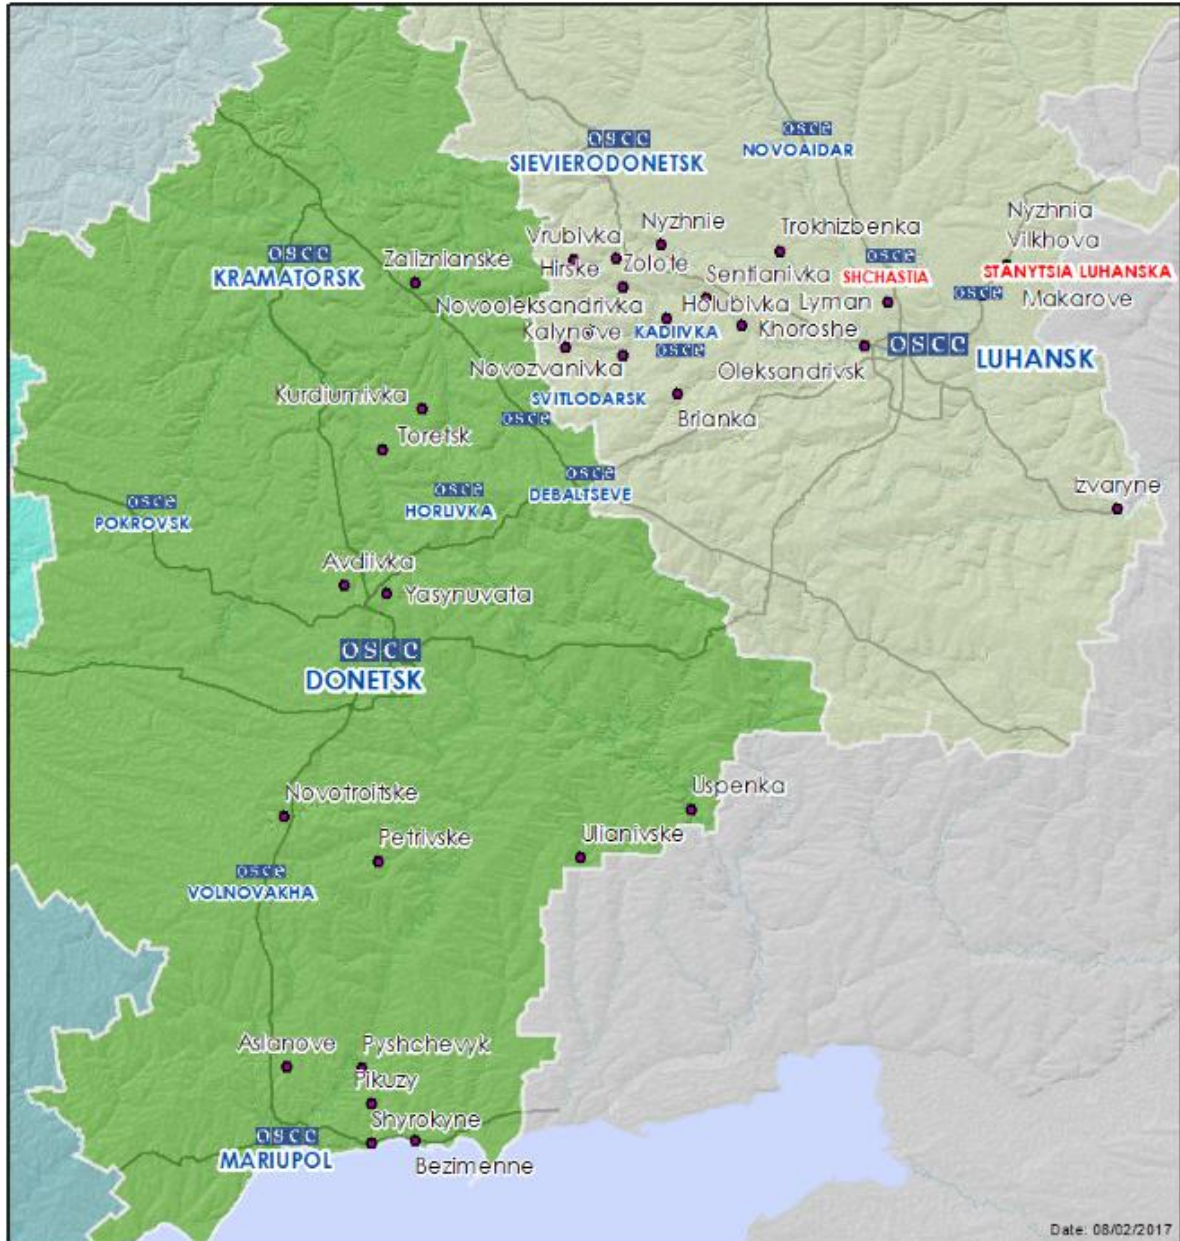 osce
SIEVIERODONETSK
osce
NOVOAIDAR
osce
KRAMATORSK
Zaliznianske
Vrubivka
Nyzhnie
Trokhizbenka
Nyzhnia
Vilkhova
Hirske
Zolote
Sentianivka
osce
SHCHASTIA
STANYTSIA LUHANSKA
osce
Makarove
Novooleksandrivka
Holubivka
Lyman
Kalynove
KADIIVKA
osce
Khoroshe
osce
LUHANSK
Novozvanivka
Oleksandrivsk
Kurdiumivka
SVITLODARSK
osce
Brianka
Toretsk
osce
DEBALTSEVE
osce
HORLIVKA
osce
POKROVSK
Izvaryne
Avdiivka
Yasynuvata
osce
DONETSK
Novotroitske
Uspenka
Petrivske
Ulianivske
osce
VOLNOVAKHA
Aslanove
Pyshchevyk
Pikuzy
Shyrokyne
osce
MARIUPOL
Bezimenne
Date: 08/02/2017